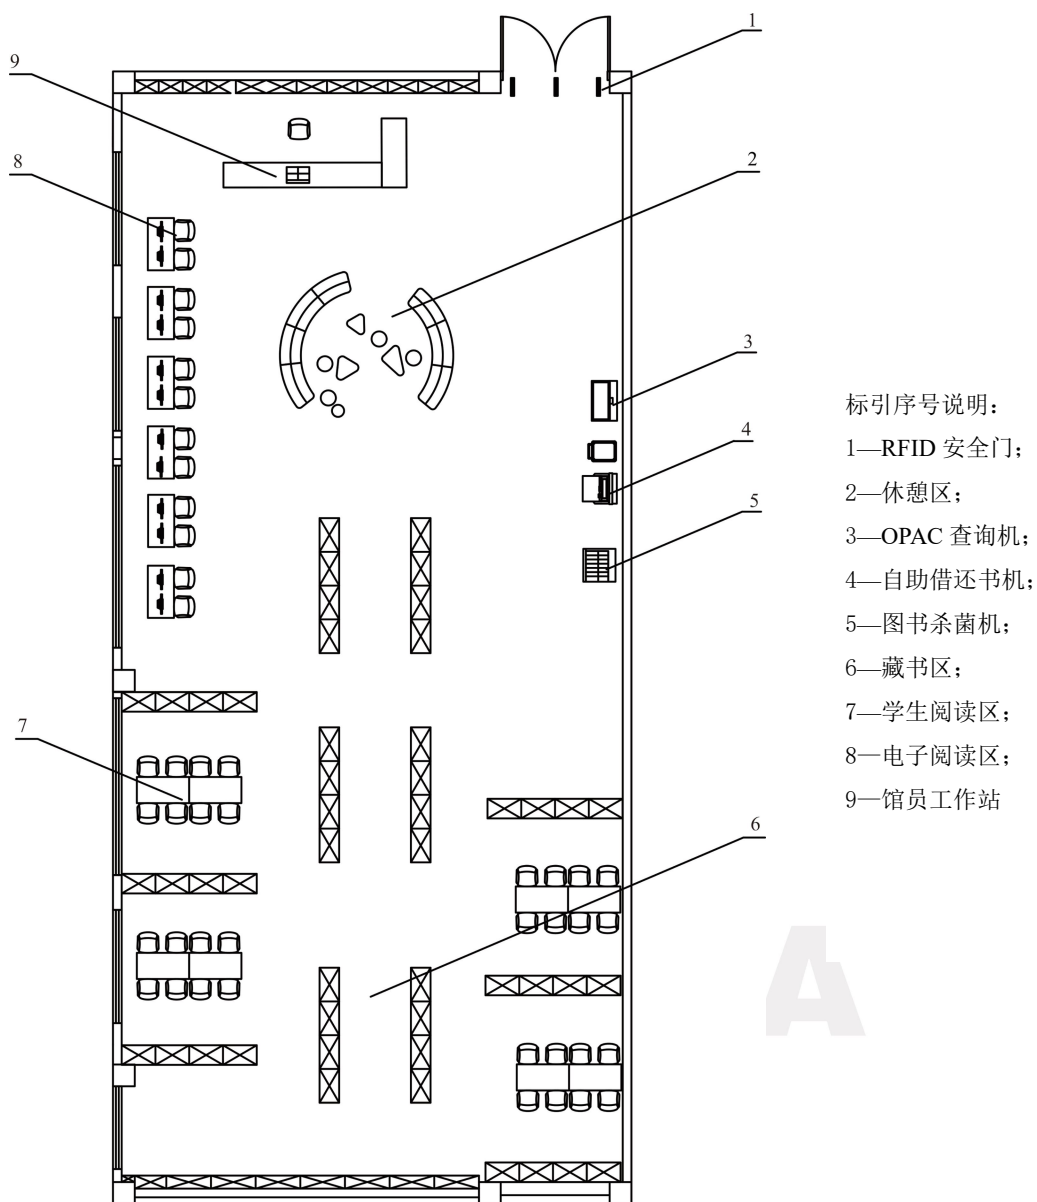 1
9
8
2
3
4
5
7
6
标引序号说明：
1—RFID 安全门；
2—休憩区；
3—OPAC 查询机；
4—自助借还书机；
5—图书杀菌机；
6—藏书区；
7—学生阅读区；
8—电子阅读区；
9—馆员工作站